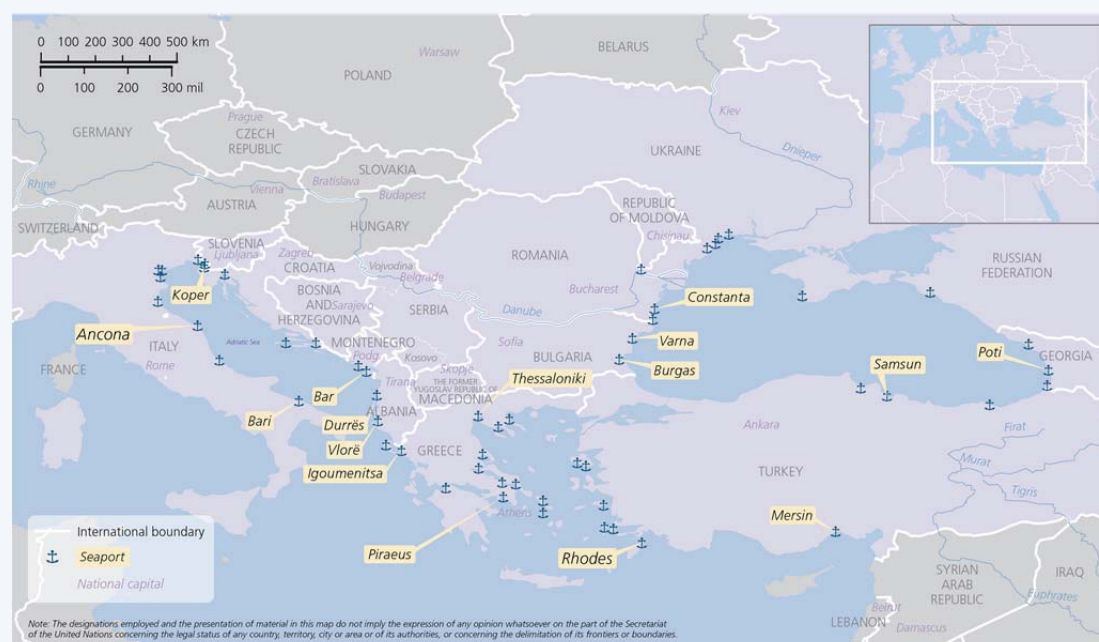 0 100 200 300 400 500 km
0 100 200 300 mil
Warsaw
POLAND
BELARUS
GERMANY
Prague
CZECH
REPUBLIC
Kiev
UKRAINE
Dnieper
SLOVAKIA
Rhine
Vienna
Bratislava
Budapest
AUSTRIA
SWITZERLAND
HUNGARY
REPUBLIC
OF MOLDOVA
Chisinau
SLOVENIA
Ljubljana
Zagreb
CROATIA
Vojvodina
ROMANIA
RUSSIAN
FEDERATION
Koper
BOSNIA
AND
HERZEGOVINA
Sarajevo
Belgrade
SERBIA
Bucharest
Danube
Constanta
Ancona
ITALY
Rome
Adriatic Sea
MONTENEGRO
Podg.
Kosovo
Sofia
BULGARIA
Varna
Burgas
Samsun
Poti
GEORGIA
FRANCE
Bar
Tirana
Skopje
THE FORMER
YUGOSLAV REPUBLIC OF
MACEDONIA
Thessaloniki
Bari
Durrës
ALBANIA
Vlorë
Igoumenitsa
GREECE
Ankara
TURKEY
Firat
Murat
Tigris
Athens
Piraeus
Rhodes
Mersin
SYRIAN
ARAB
REPUBLIC
IRAQ
Euphrates
Beirut
LEBANON
Damascus
International boundary
Seaport
National capital
Note: The designations employed and the presentation of material in this map do not imply the expression of any opinion whatsoever on the part of the Secretariat
of the United Nations concerning the legal status of any country, territory, city or area or of its authorities, or concerning the delimitation of its frontiers or boundaries.